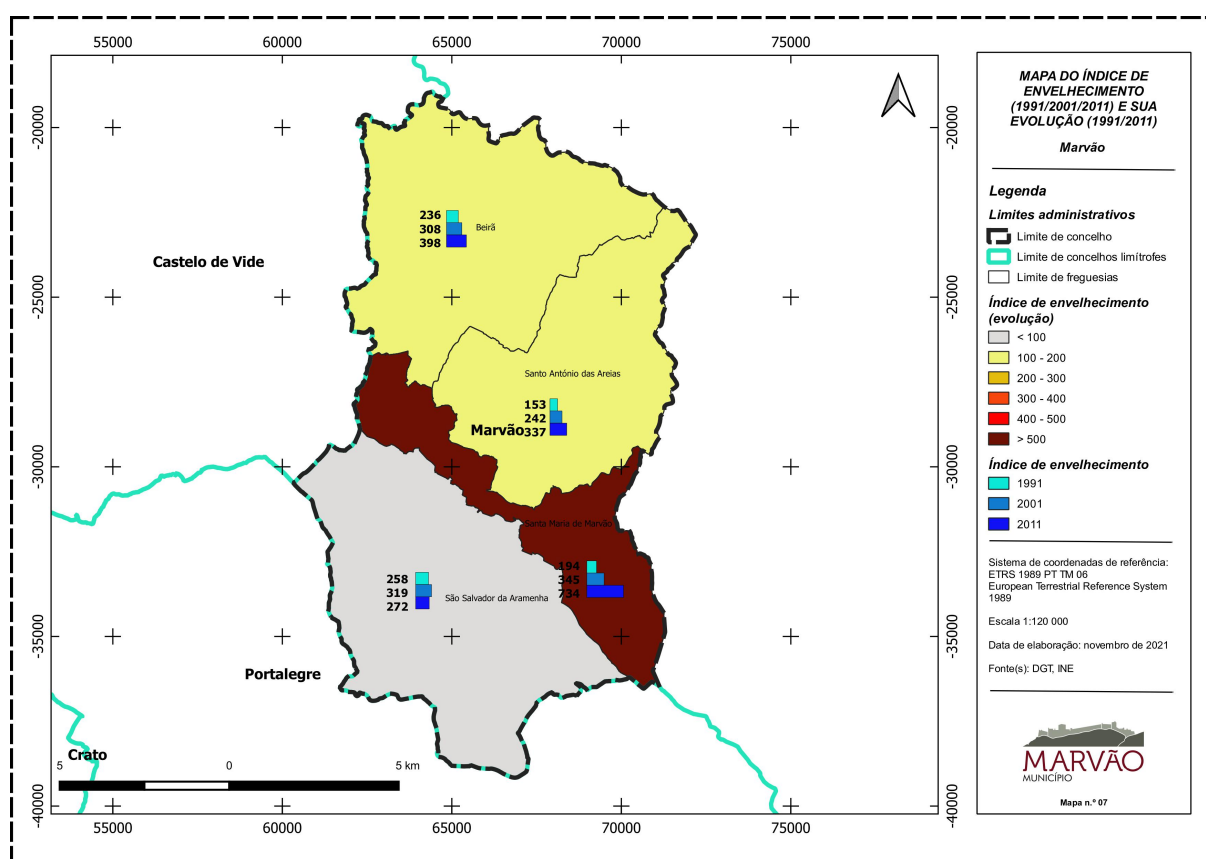 55000 60000 65000 70000 75000
-20000 -20000
-25000 -25000
-30000 -30000
-35000 -35000
-40000 -40000
236
308
398
Beirã
Castelo de Vide
Santo António das Areias
153
242
337
Marvão
Santa Maria de Marvão
194
345
734
258
319
272
São Salvador da Aramenha
Portalegre
Crato
5 0 5 km
55000 60000 65000 70000 75000
MAPA DO ÍNDICE DE
ENVELHECIMENTO
(1991/2001/2011) E SUA
EVOLUÇÃO (1991/2011)
Marvão
Legenda
Limites administrativos
Limite de concelho
Limite de concelhos limítrofes
Limite de freguesias
Índice de envelhecimento
(evolução)
< 100
100 - 200
200 - 300
300 - 400
400 - 500
> 500
Índice de envelhecimento
1991
2001
2011
Sistema de coordenadas de referência:
ETRS 1989 PT TM 06
European Terrestrial Reference System
1989
Escala 1:120 000
Data de elaboração: novembro de 2021
Fonte(s): DGT, INE
MARVÃO
MUNICÍPIO
Mapa n.º 07